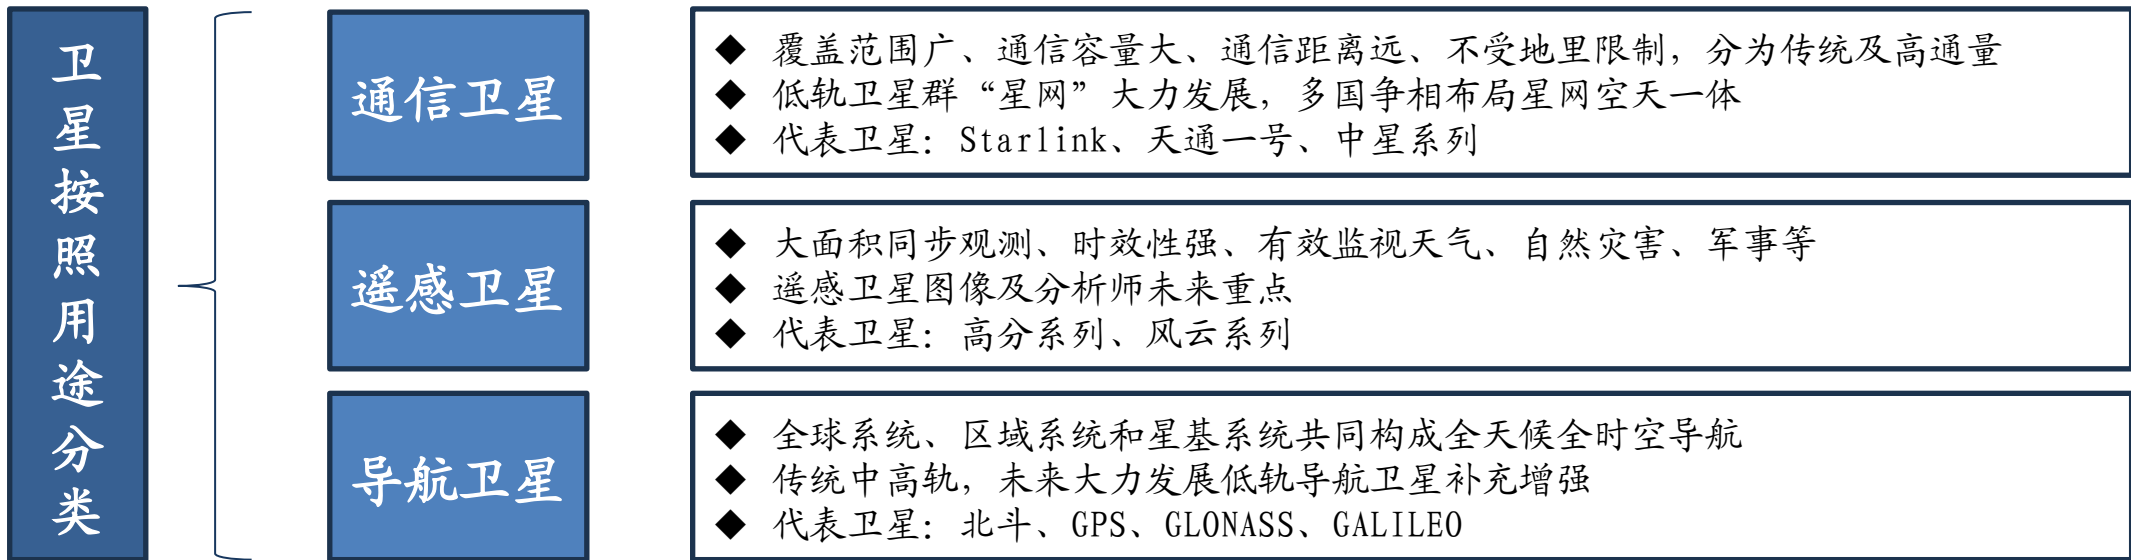 卫星按照用途分类
通信卫星
◆ 覆盖范围广、通信容量大、通信距离远、不受地里限制，分为传统及高通量
◆ 低轨卫星群“星网”大力发展，多国争相布局星网空天一体
◆ 代表卫星：Starlink、天通一号、中星系列
遥感卫星
◆ 大面积同步观测、时效性强、有效监视天气、自然灾害、军事等
◆ 遥感卫星图像及分析师未来重点
◆ 代表卫星：高分系列、风云系列
导航卫星
◆ 全球系统、区域系统和星基系统共同构成全天候全时空导航
◆ 传统中高轨，未来大力发展低轨导航卫星补充增强
◆ 代表卫星：北斗、GPS、GLONASS、GALILEO